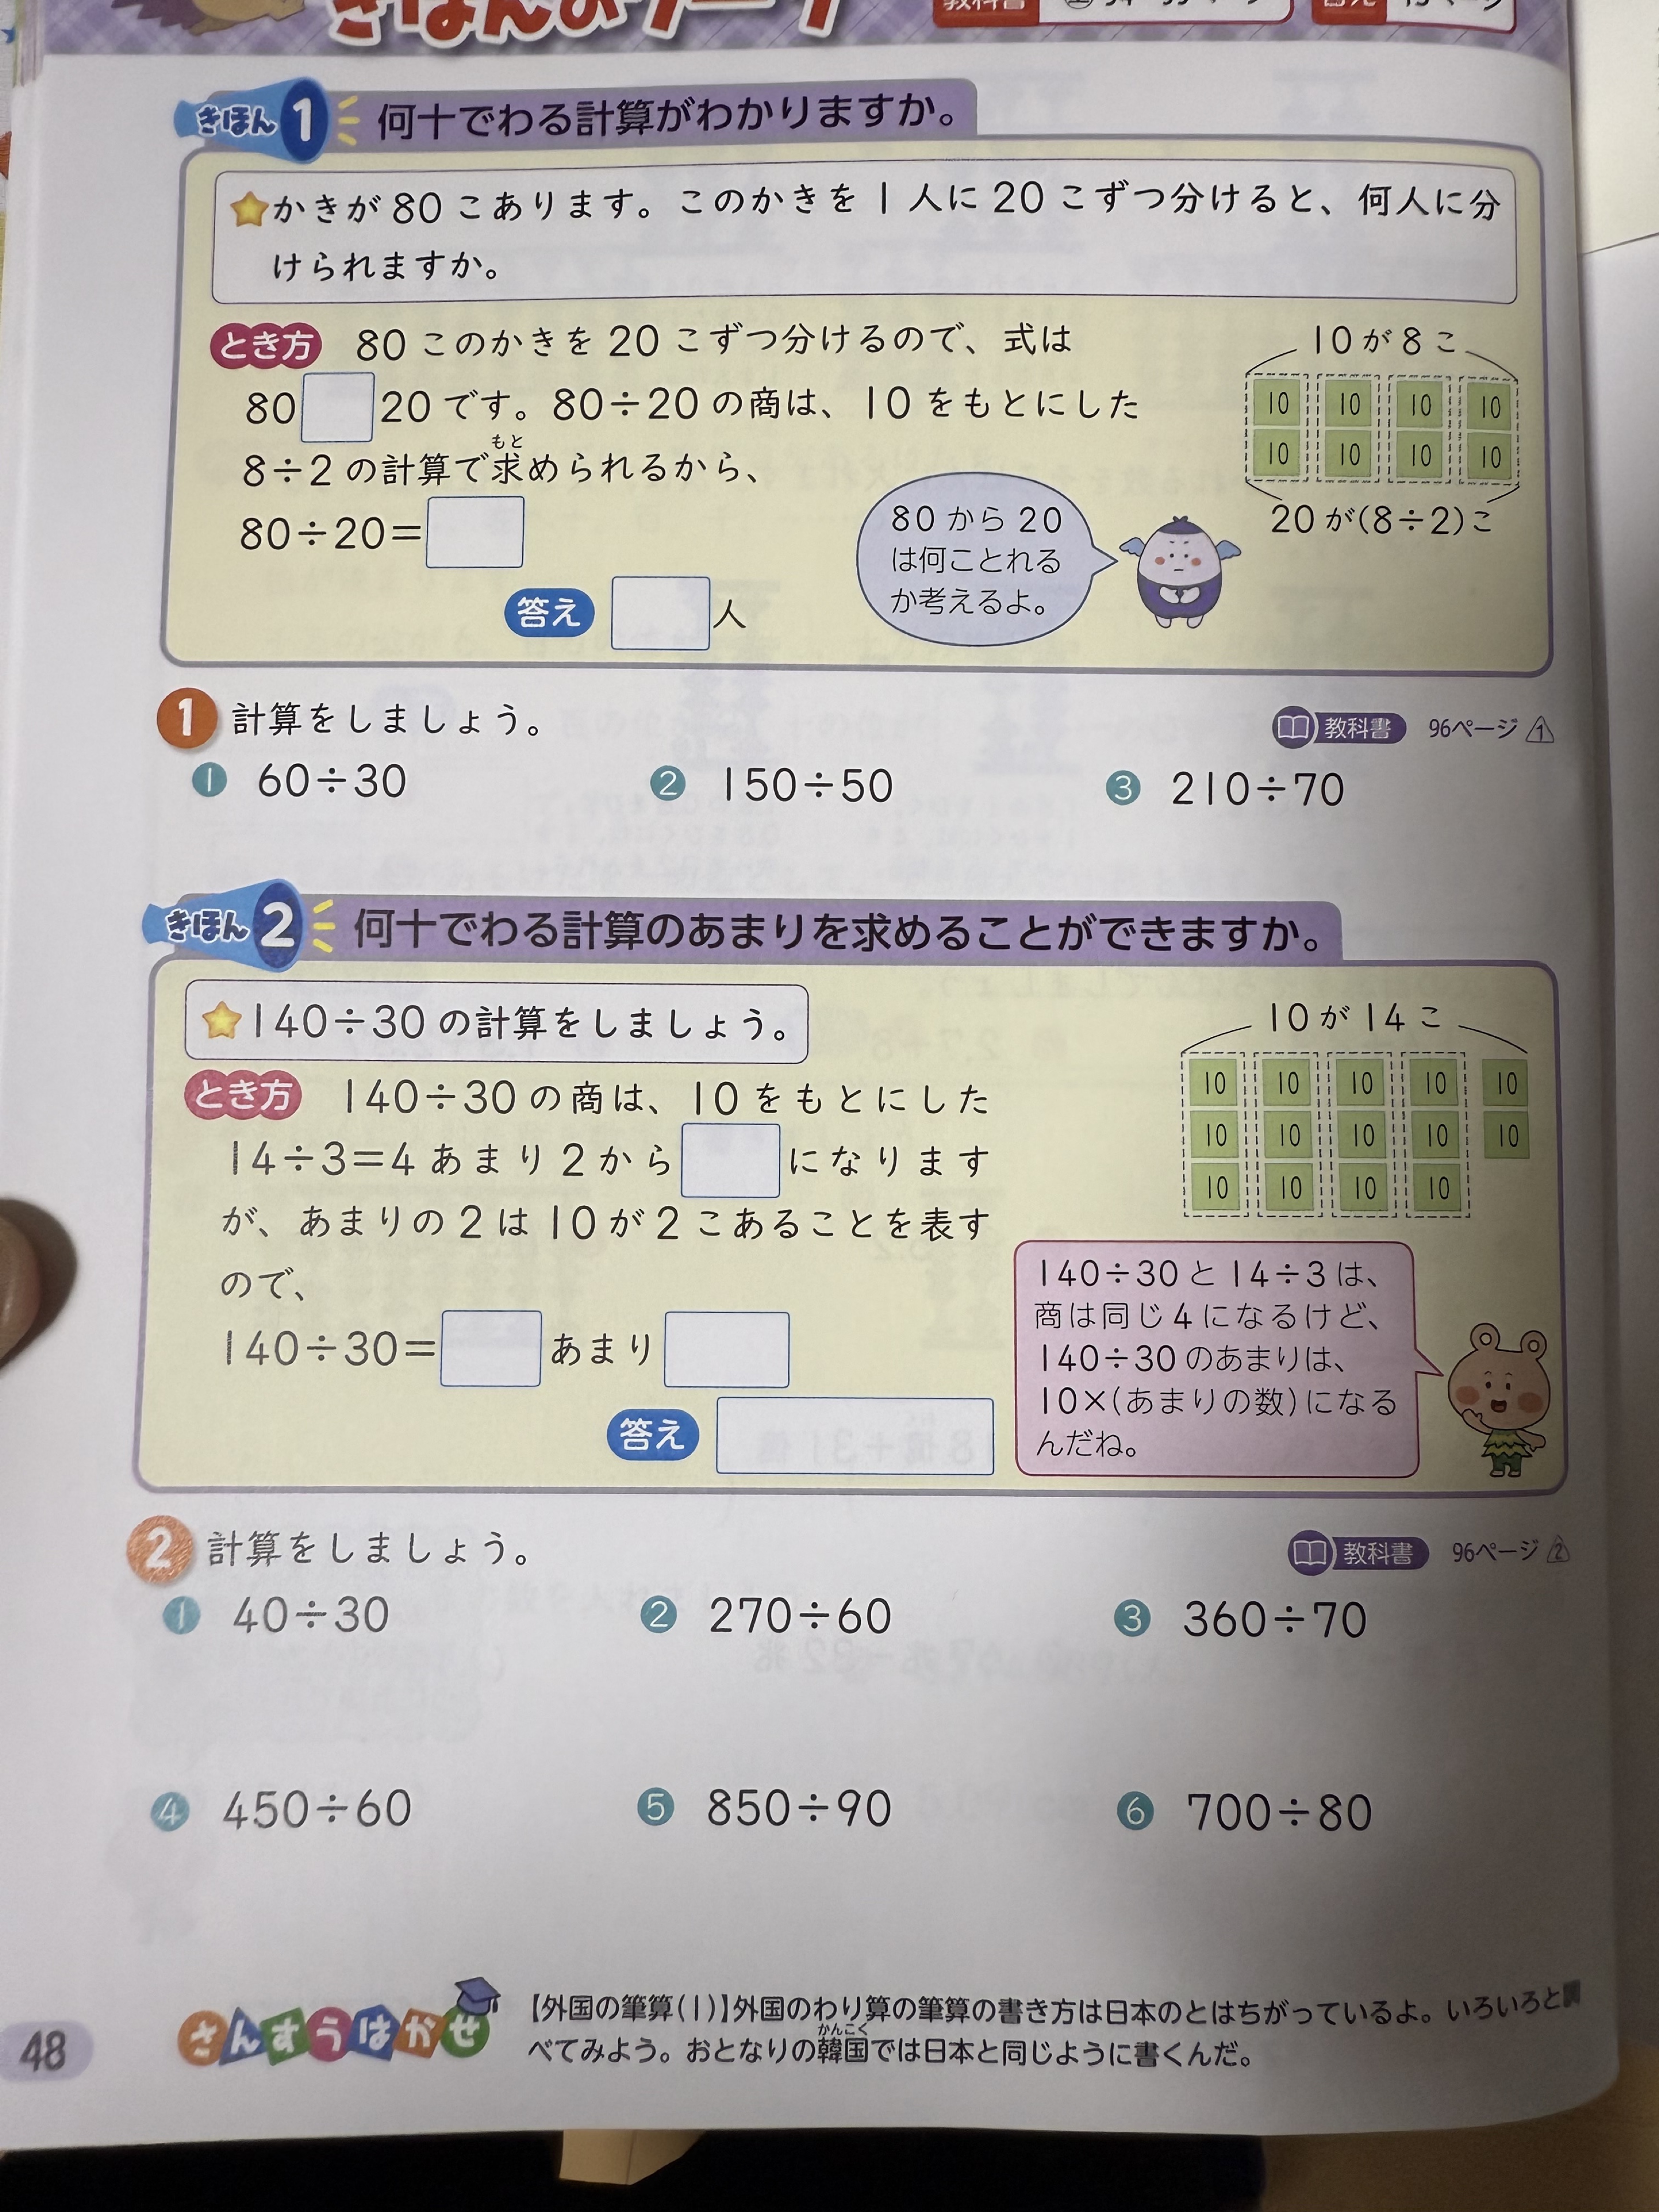 きほんのワーク
教科書
答え
きほん 1 何十でわる計算がわかりますか。
かきが 80 こあります。このかきを 1 人に 20 こずつ分けると、何人に分
けられますか。
とき方 80 このかきを 20 こずつ分けるので、式は
80 20 です。80÷20 の商は、10 をもとにした
もと
8÷2 の計算で求められるから、
80÷20=
答え 人
10 が 8 こ
10 10 10 10
10 10 10 10
20 が(8÷2)こ
80 から 20
は何ことれる
か考えるよ。
1 計算をしましょう。
教科書 96ページ 1
1 60÷30
2 150÷50
3 210÷70
きほん 2 何十でわる計算のあまりを求めることができますか。
140÷30 の計算をしましょう。
とき方 140÷30 の商は、10 をもとにした
14÷3=4 あまり 2 から になります
が、あまりの 2 は 10 が 2 こあることを表す
ので、
140÷30= あまり
答え
10 が 14 こ
10 10 10 10 10
10 10 10 10 10
10 10 10 10
140÷30 と 14÷3 は、
商は同じ 4 になるけど、
140÷30 のあまりは、
10×(あまりの数)になる
んだね。
2 計算をしましょう。
教科書 96ページ 2
1 40÷30
2 270÷60
3 360÷70
4 450÷60
5 850÷90
6 700÷80
48
さんすうはかせ
【外国の筆算(1)】外国のわり算の筆算の書き方は日本のとはちがっているよ。いろいろと調
かんこく
べてみよう。おとなりの韓国では日本と同じように書くんだ。